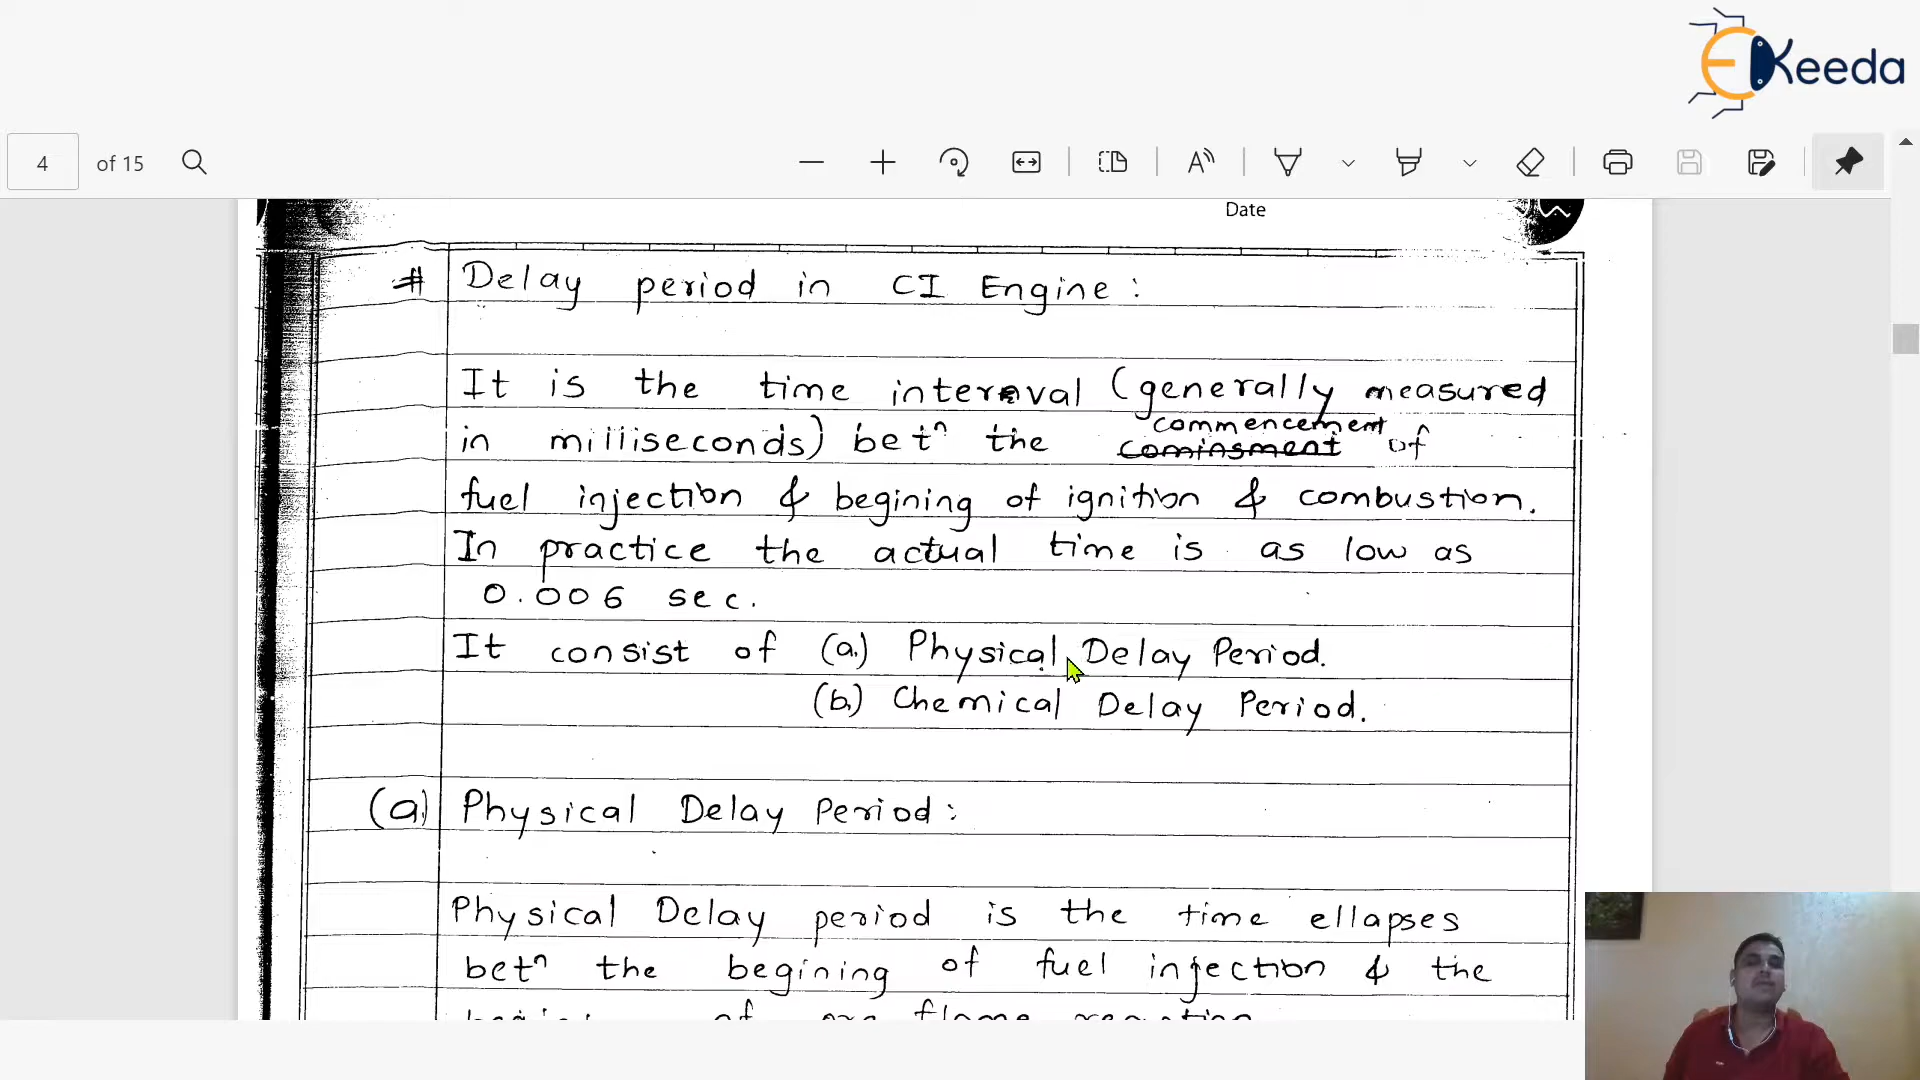 EKeeda
4 of 15
Date
# Delay period in CI Engine :
It is the time interval (generally measured
in milliseconds) betⁿ the commencement of
cominsment
fuel injection & begining of ignition & combustion.
In practice the actual time is as low as
0.006 sec.
It consist of (a.) Physical Delay Period.
(b.) Chemical Delay Period.
(a.) Physical Delay Period :
Physical Delay period is the time ellapses
betⁿ the begining of fuel injection & the
of